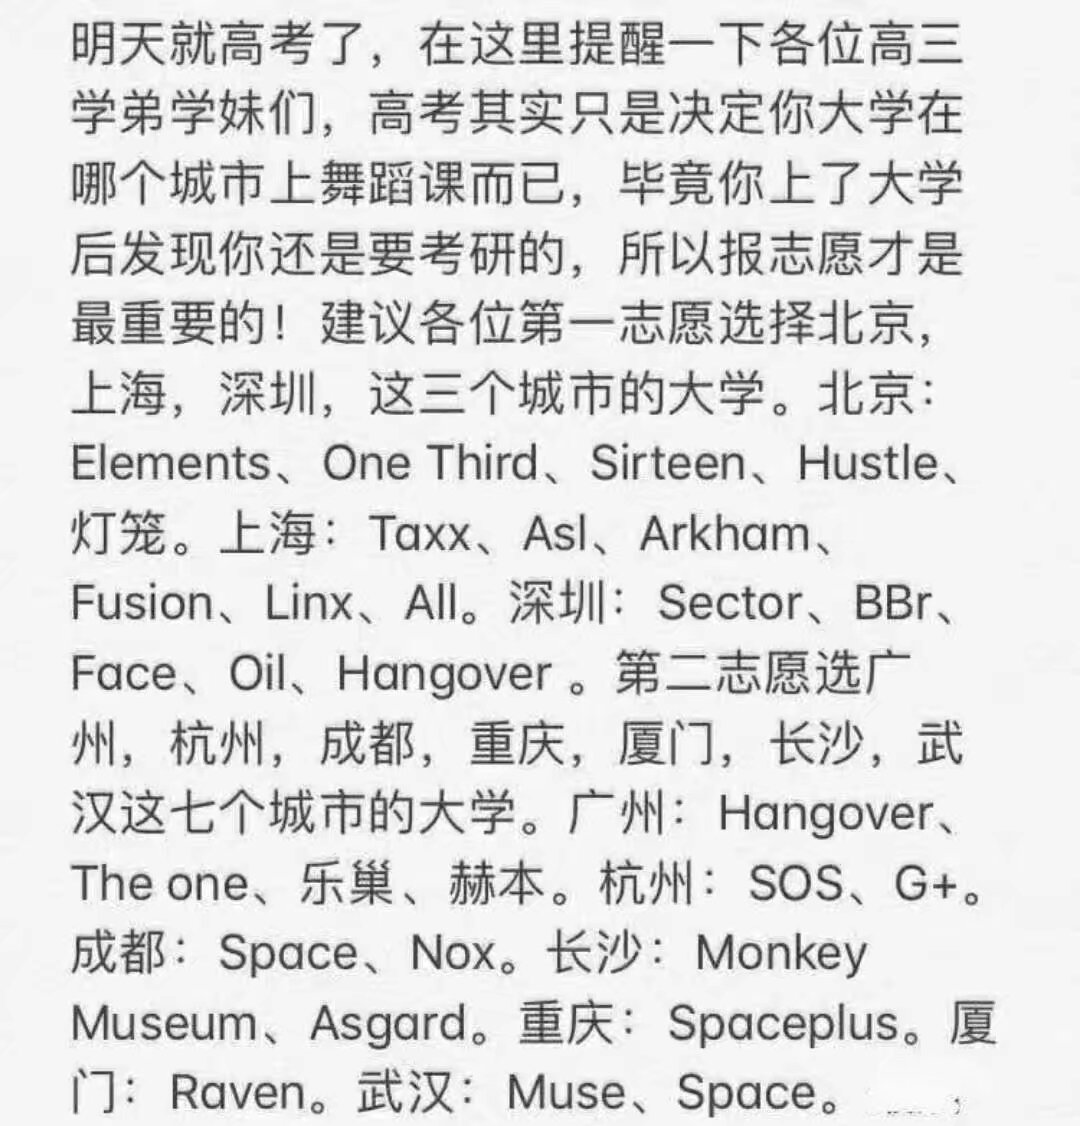 明天就高考了，在这里提醒一下各位高三
学弟学妹们，高考其实只是决定你大学在
哪个城市上舞蹈课而已，毕竟你上了大学
后发现你还是要考研的，所以报志愿才是
最重要的！建议各位第一志愿选择北京，
上海，深圳，这三个城市的大学。北京：
Elements、One Third、Sirteen、Hustle、
灯笼。上海：Taxx、Asl、Arkham、
Fusion、Linx、All。深圳：Sector、BBr、
Face、Oil、Hangover 。第二志愿选广
州，杭州，成都，重庆，厦门，长沙，武
汉这七个城市的大学。广州：Hangover、
The one、乐巢、赫本。杭州：SOS、G+。
成都：Space、Nox。长沙：Monkey
Museum、Asgard。重庆：Spaceplus。厦
门：Raven。武汉：Muse、Space。